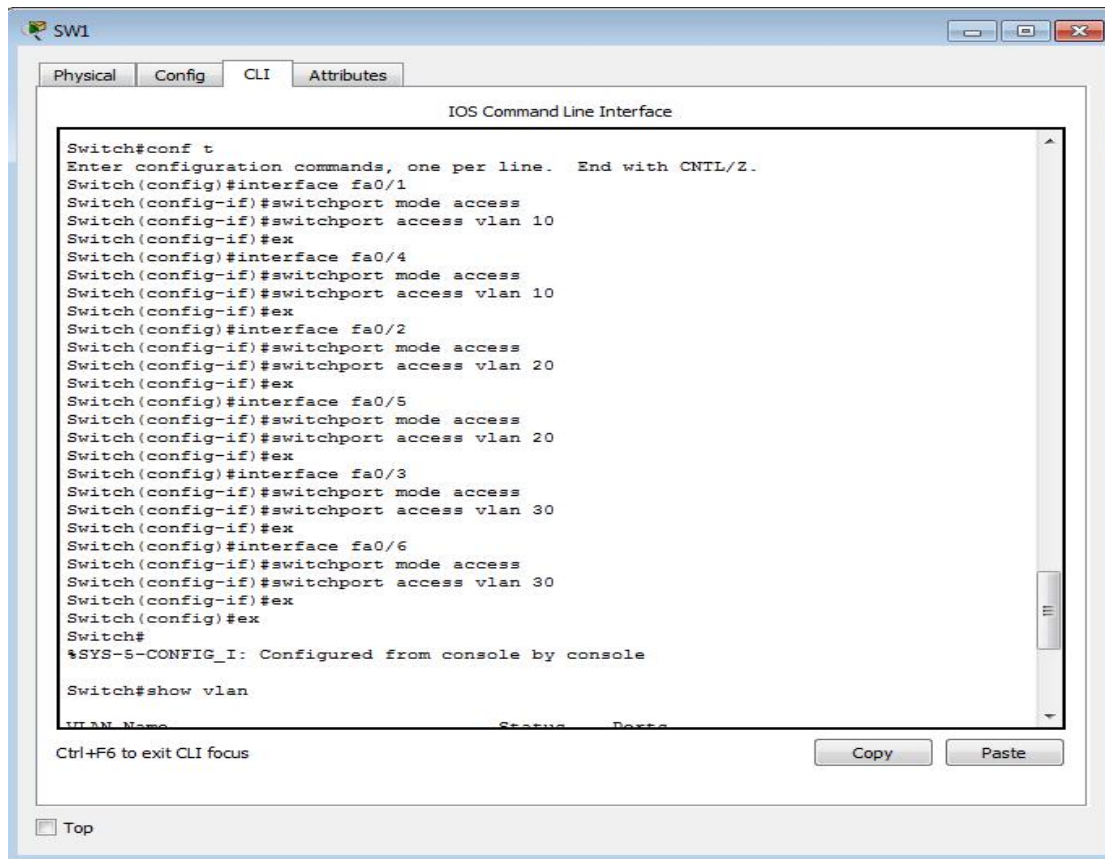 SW1
Physical Config CLI Attributes
IOS Command Line Interface
Switch#conf t
Enter configuration commands, one per line.  End with CNTL/Z.
Switch(config)#interface fa0/1
Switch(config-if)#switchport mode access
Switch(config-if)#switchport access vlan 10
Switch(config-if)#ex
Switch(config)#interface fa0/4
Switch(config-if)#switchport mode access
Switch(config-if)#switchport access vlan 10
Switch(config-if)#ex
Switch(config)#interface fa0/2
Switch(config-if)#switchport mode access
Switch(config-if)#switchport access vlan 20
Switch(config-if)#ex
Switch(config)#interface fa0/5
Switch(config-if)#switchport mode access
Switch(config-if)#switchport access vlan 20
Switch(config-if)#ex
Switch(config)#interface fa0/3
Switch(config-if)#switchport mode access
Switch(config-if)#switchport access vlan 30
Switch(config-if)#ex
Switch(config)#interface fa0/6
Switch(config-if)#switchport mode access
Switch(config-if)#switchport access vlan 30
Switch(config-if)#ex
Switch(config)#ex
Switch#
%SYS-5-CONFIG_I: Configured from console by console
Switch#show vlan
VLAN Name Status Ports
Ctrl+F6 to exit CLI focus Copy Paste
Top